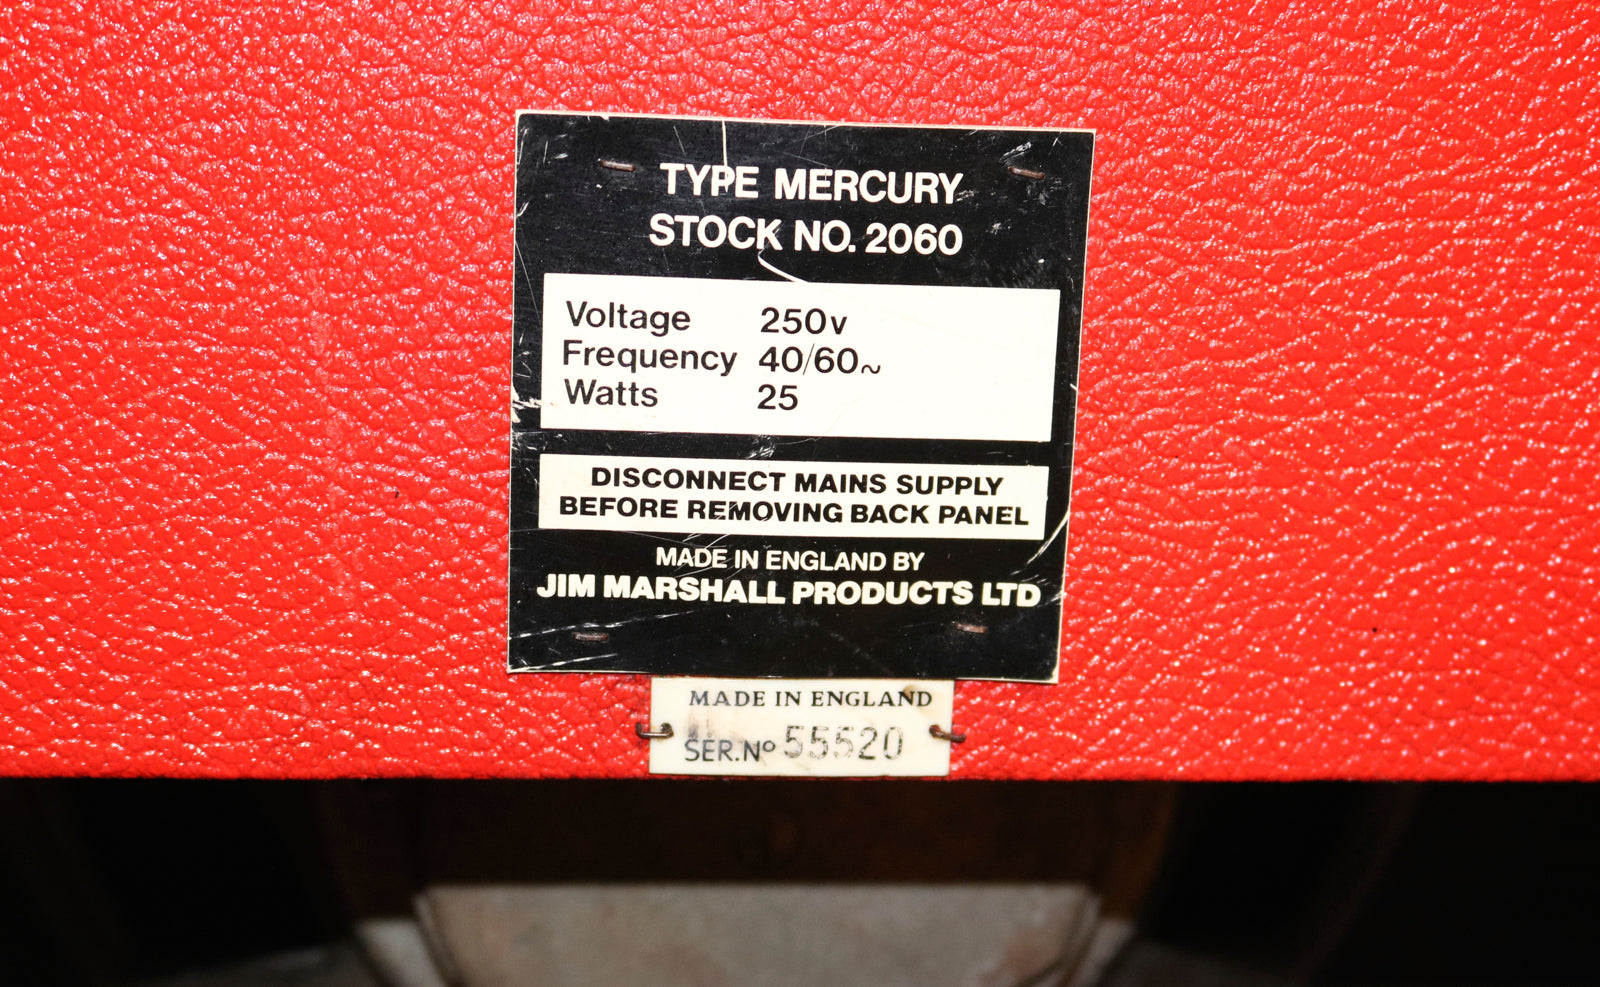 TYPE MERCURY
STOCK NO. 2060
Voltage 250v
Frequency 40/60~
Watts 25
DISCONNECT MAINS SUPPLY
BEFORE REMOVING BACK PANEL
MADE IN ENGLAND BY
JIM MARSHALL PRODUCTS LTD
MADE IN ENGLAND
SER.Nº 55520